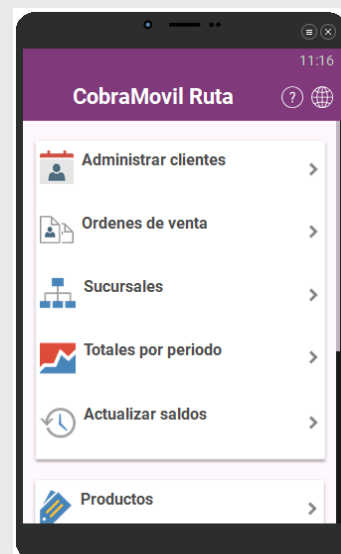 11:16
CobraMovil Ruta
?
Administrar clientes
Ordenes de venta
Sucursales
Totales por periodo
Actualizar saldos
Productos